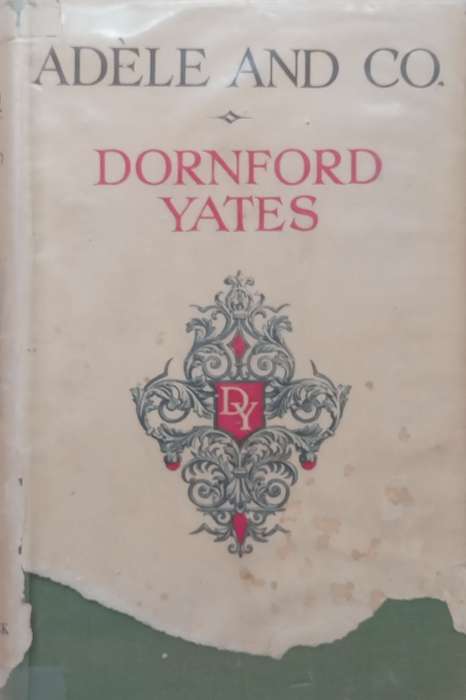 ADÈLE AND CO.
DORNFORD
YATES
DY